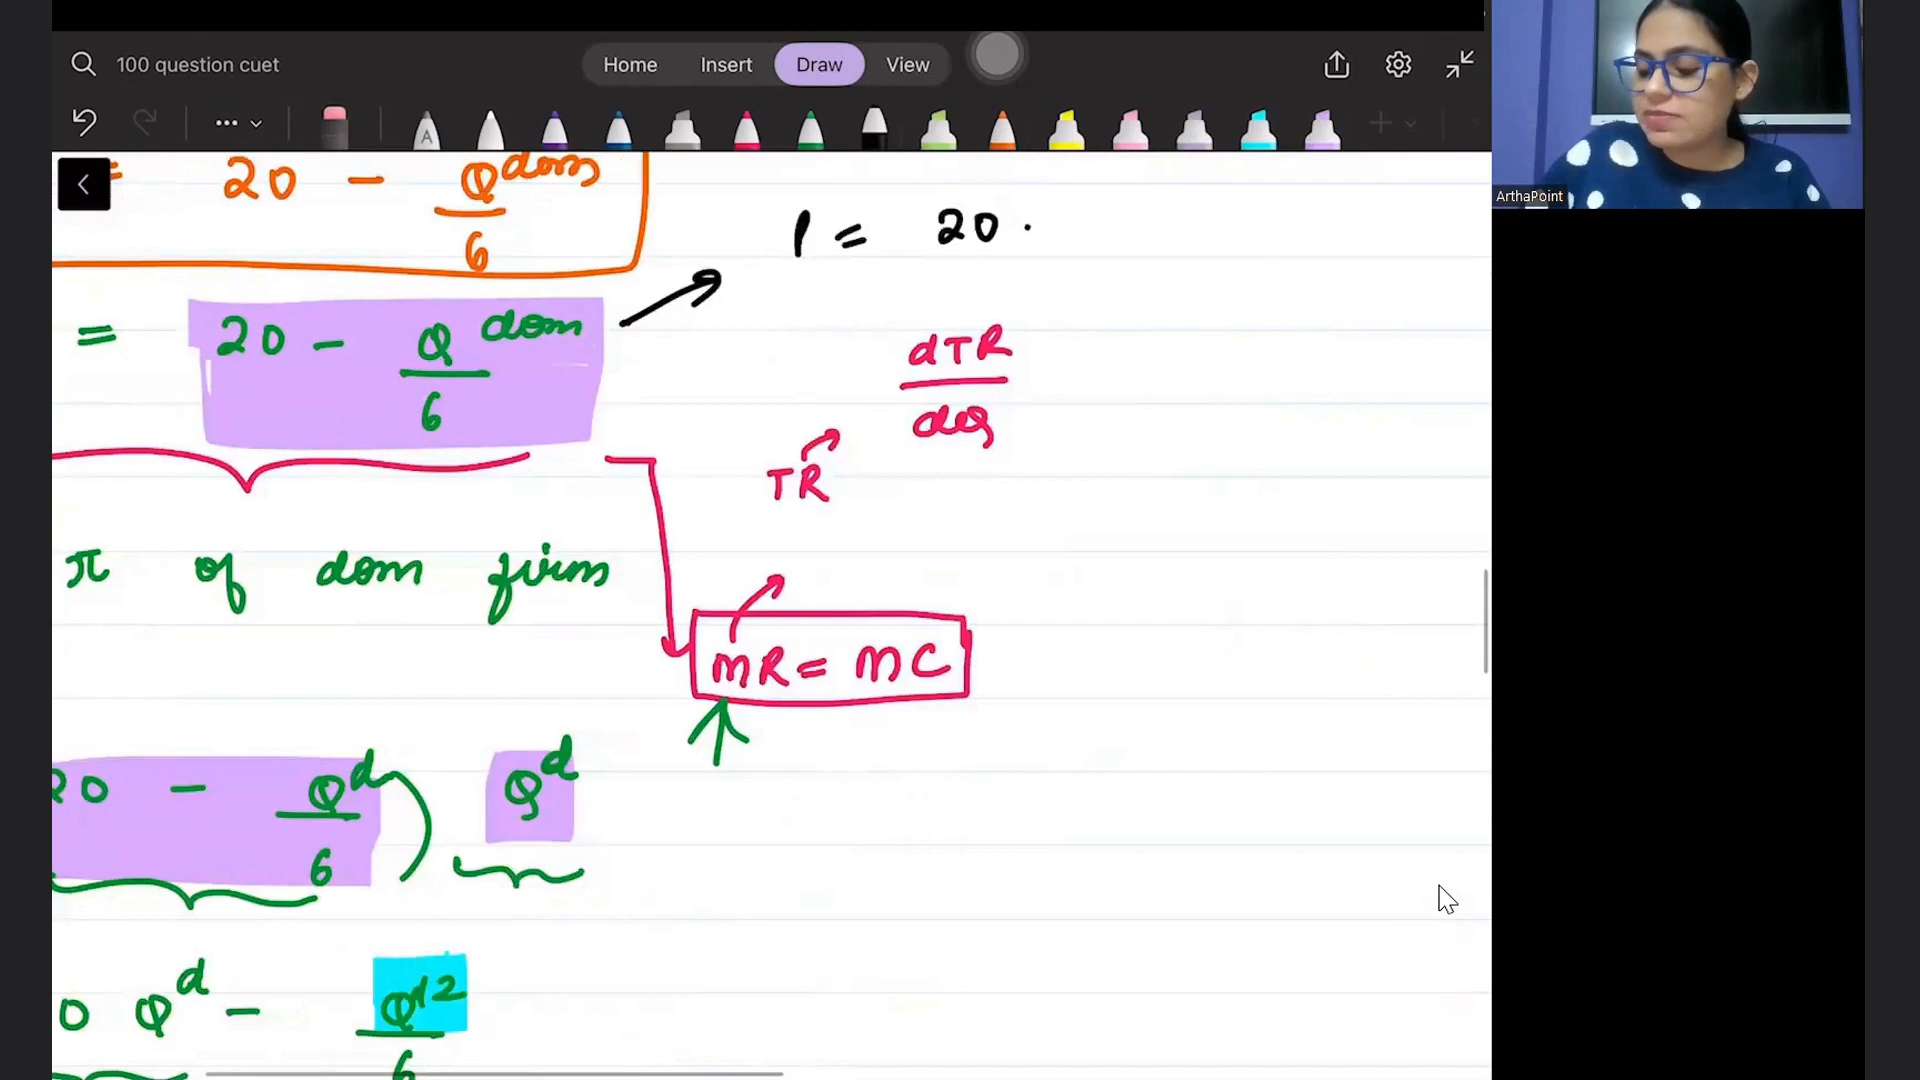 100 question cuet
Home Insert Draw View
ArthaPoint
= 20 - Q^dom / 6
P = 20 -
= 20 - Q^dom / 6
dTR / dQ
TR
π of dom firm
MR = MC
20 - Q^d / 6 ) Q^d
0 Q^d - Q^d2 / 6